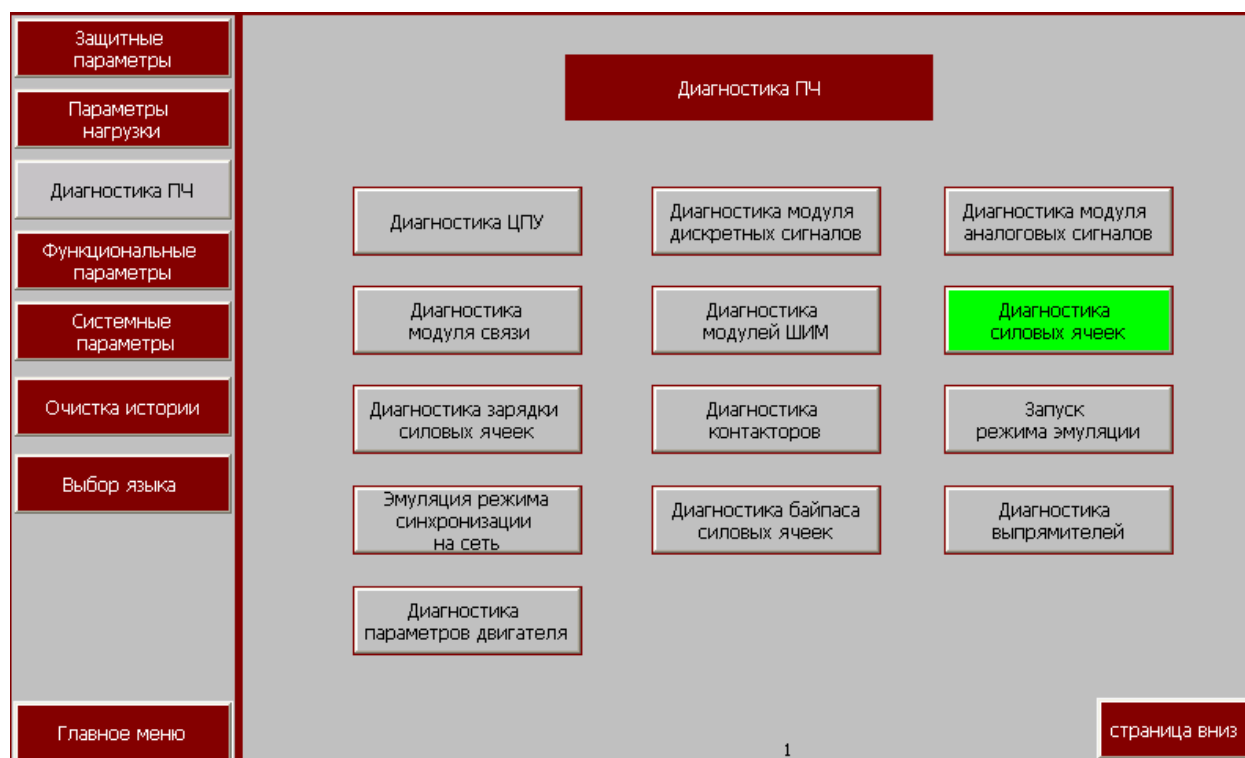 Защитные
параметры
Параметры
нагрузки
Диагностика ПЧ
Функциональные
параметры
Системные
параметры
Очистка истории
Выбор языка
Главное меню
Диагностика ПЧ
Диагностика ЦПУ
Диагностика модуля
дискретных сигналов
Диагностика модуля
аналоговых сигналов
Диагностика
модуля связи
Диагностика
модулей ШИМ
Диагностика
силовых ячеек
Диагностика зарядки
силовых ячеек
Диагностика
контакторов
Запуск
режима эмуляции
Эмуляция режима
синхронизации
на сеть
Диагностика байпаса
силовых ячеек
Диагностика
выпрямителей
Диагностика
параметров двигателя
страница вниз
1